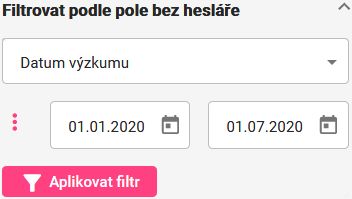 Filtrovat podle pole bez hesláře
Datum výzkumu
01.01.2020 01.07.2020
Aplikovat filtr